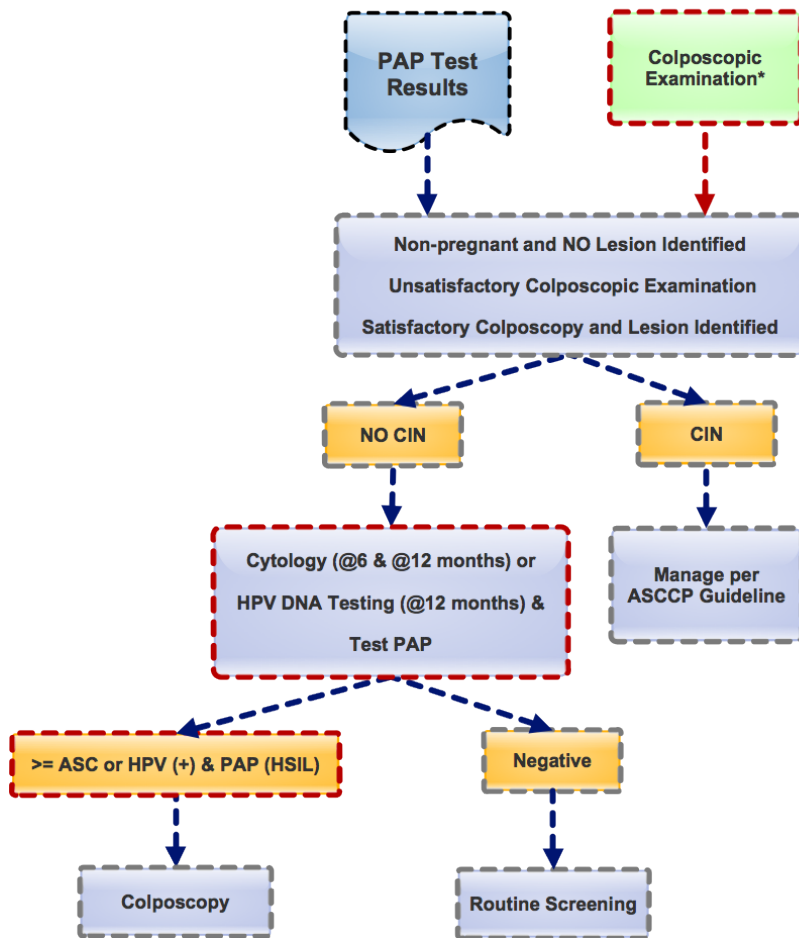 PAP Test
Results
Colposcopic
Examination*
Non-pregnant and NO Lesion Identified
Unsatisfactory Colposcopic Examination
Satisfactory Colposcopy and Lesion Identified
NO CIN
CIN
Cytology (@6 & @12 months) or
HPV DNA Testing (@12 months) &
Test PAP
Manage per
ASCCP Guideline
>= ASC or HPV (+) & PAP (HSIL)
Negative
Colposcopy
Routine Screening